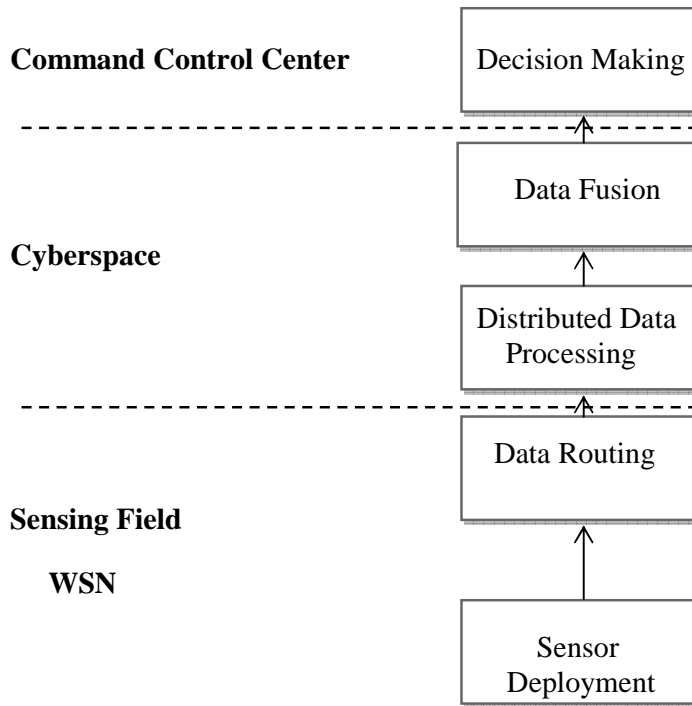 Command Control Center
Decision Making
Data Fusion
Cyberspace
Distributed Data
Processing
Data Routing
Sensing Field
WSN
Sensor
Deployment